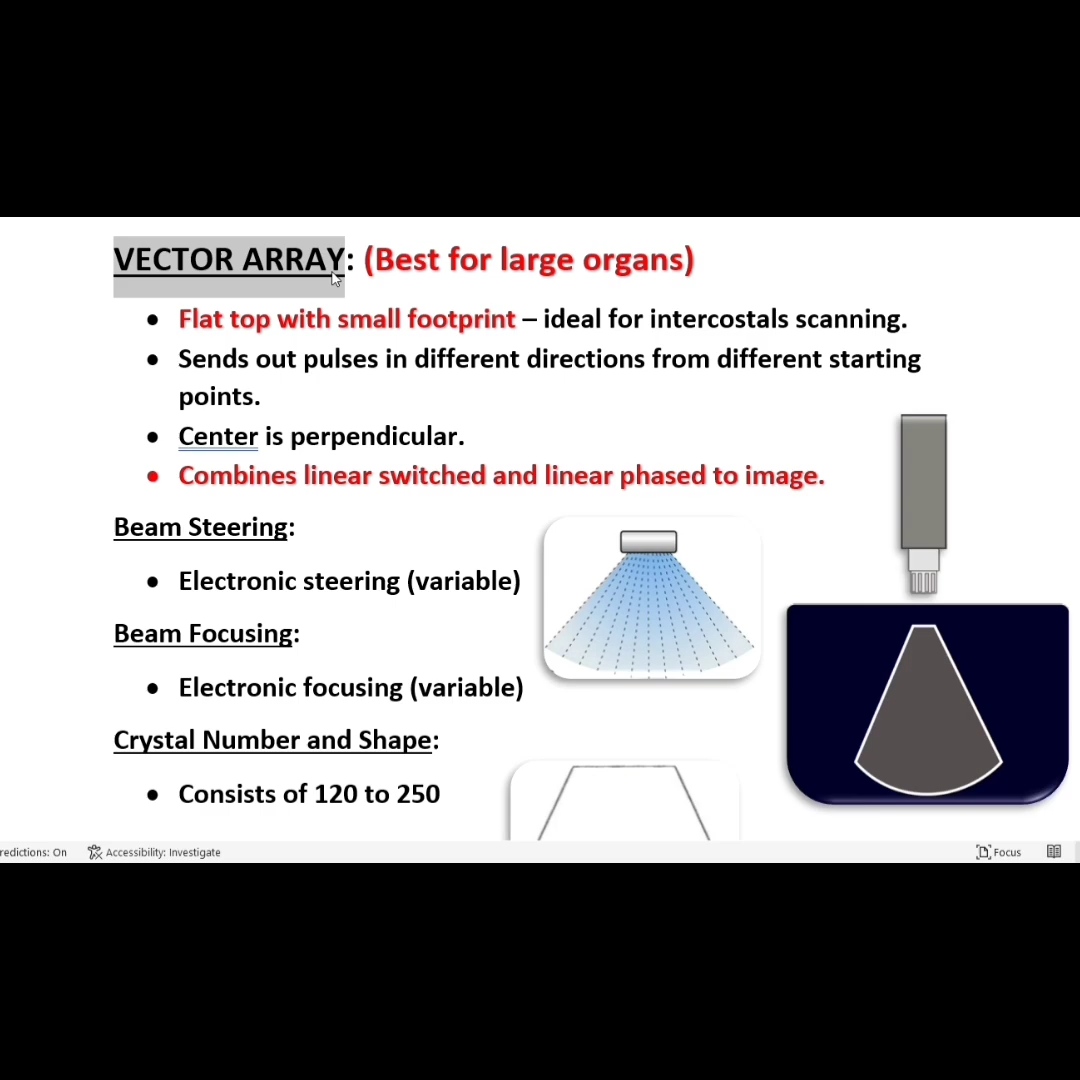 VECTOR ARRAY: (Best for large organs)
• Flat top with small footprint – ideal for intercostals scanning.
• Sends out pulses in different directions from different starting
points.
• Center is perpendicular.
• Combines linear switched and linear phased to image.
Beam Steering:
• Electronic steering (variable)
Beam Focusing:
• Electronic focusing (variable)
Crystal Number and Shape:
• Consists of 120 to 250
redictions: On Accessibility: Investigate Focus